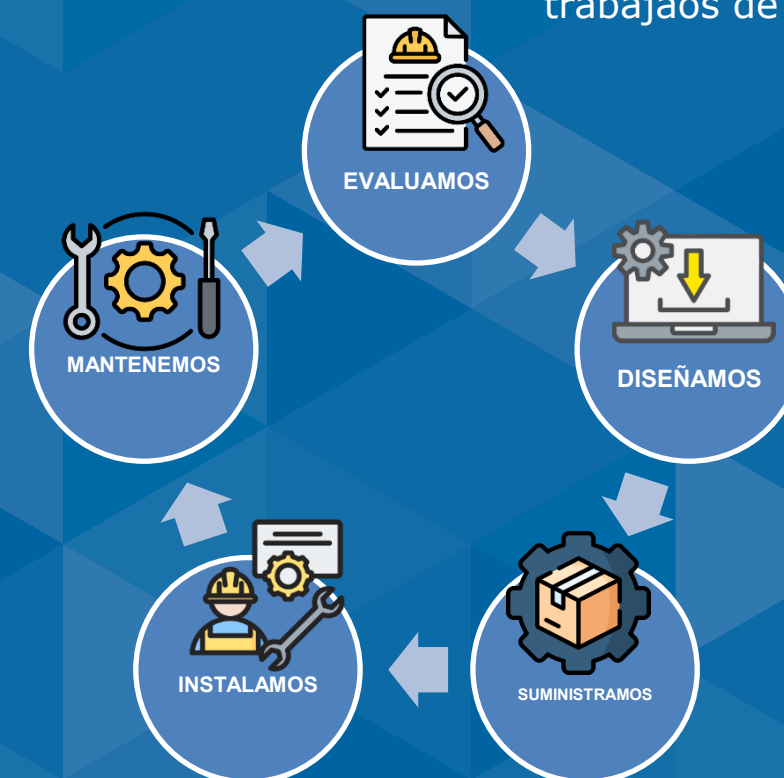 trabajaos de
EVALUAMOS
DISEÑAMOS
SUMINISTRAMOS
INSTALAMOS
MANTENEMOS